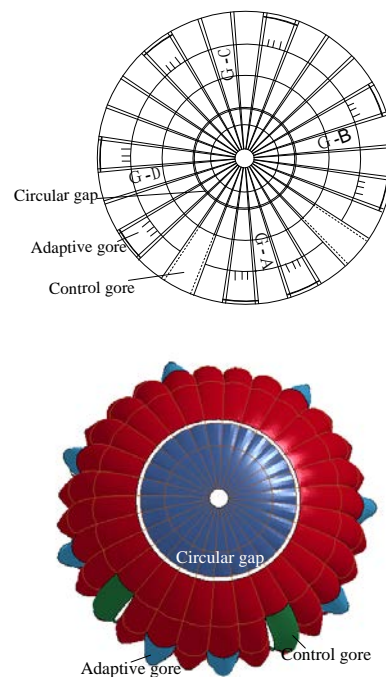 G-C
G-B
G-D
G-A
Circular gap
Adaptive gore
Control gore
Circular gap
Control gore
Adaptive gore